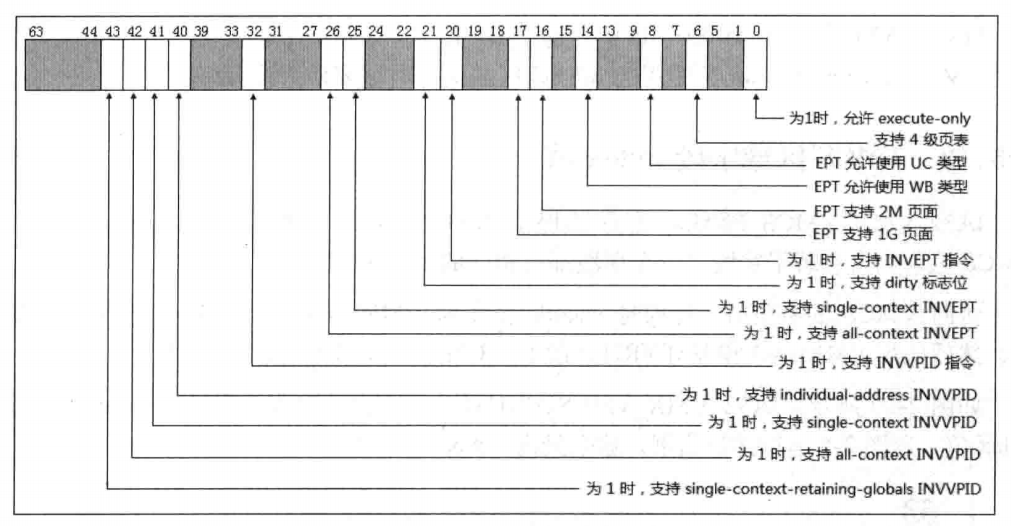 63 44 43 42 41 40 39 33 32 31 27 26 25 24 22 21 20 19 18 17 16 15 14 13 9 8 7 6 5 1 0
为1时，允许 execute-only
支持 4 级页表
EPT 允许使用 UC 类型
EPT 允许使用 WB 类型
EPT 支持 2M 页面
EPT 支持 1G 页面
为 1 时，支持 INVEPT 指令
为 1 时，支持 dirty 标志位
为 1 时，支持 single-context INVEPT
为 1 时，支持 all-context INVEPT
为 1 时，支持 INVVPID 指令
为 1 时，支持 individual-address INVVPID
为 1 时，支持 single-context INVVPID
为 1 时，支持 all-context INVVPID
为 1 时，支持 single-context-retaining-globals INVVPID